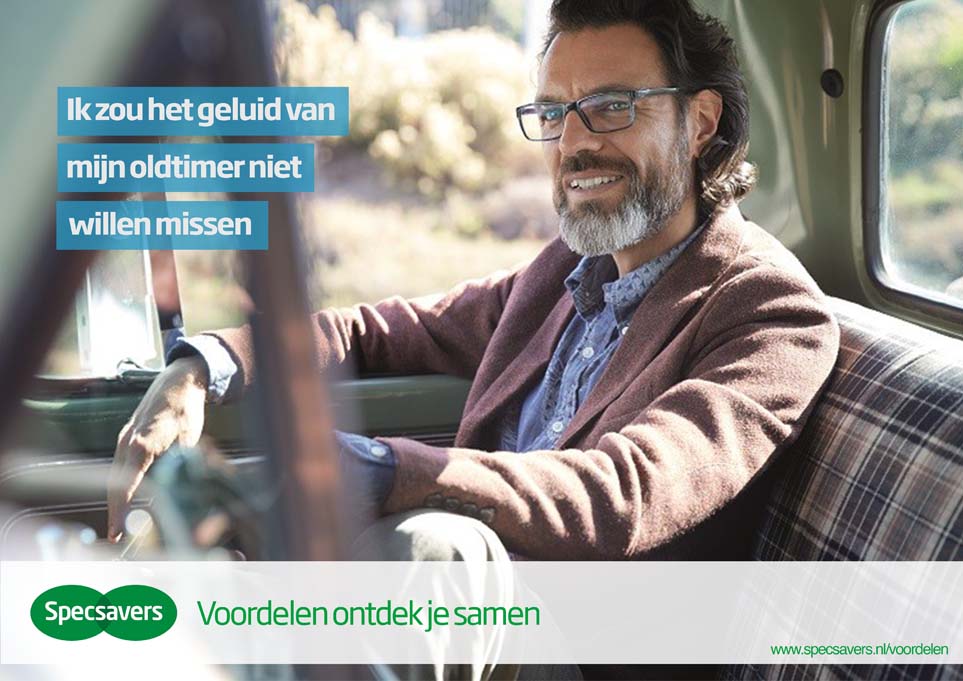 Ik zou het geluid van
mijn oldtimer niet
willen missen
Specsavers
Voordelen ontdek je samen
www.specsavers.nl/voordelen